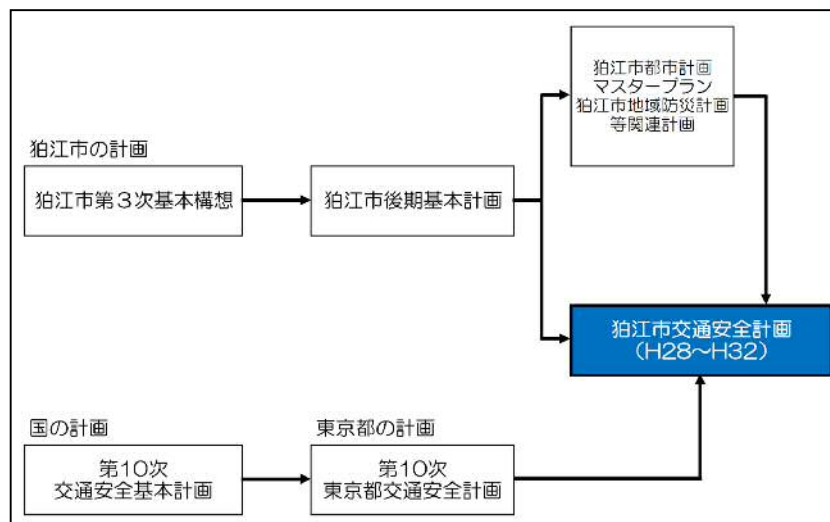 狛江市都市計画
マスタープラン
狛江市地域防災計画
等関連計画
狛江市の計画
狛江市第３次基本構想
狛江市後期基本計画
狛江市交通安全計画
（H28～H32）
国の計画
東京都の計画
第１０次
交通安全基本計画
第１０次
東京都交通安全計画